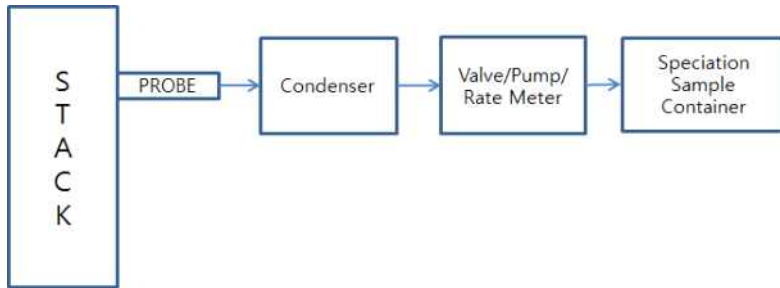 S
T
A
C
K
PROBE
Condenser
Valve/Pump/
Rate Meter
Speciation
Sample
Container